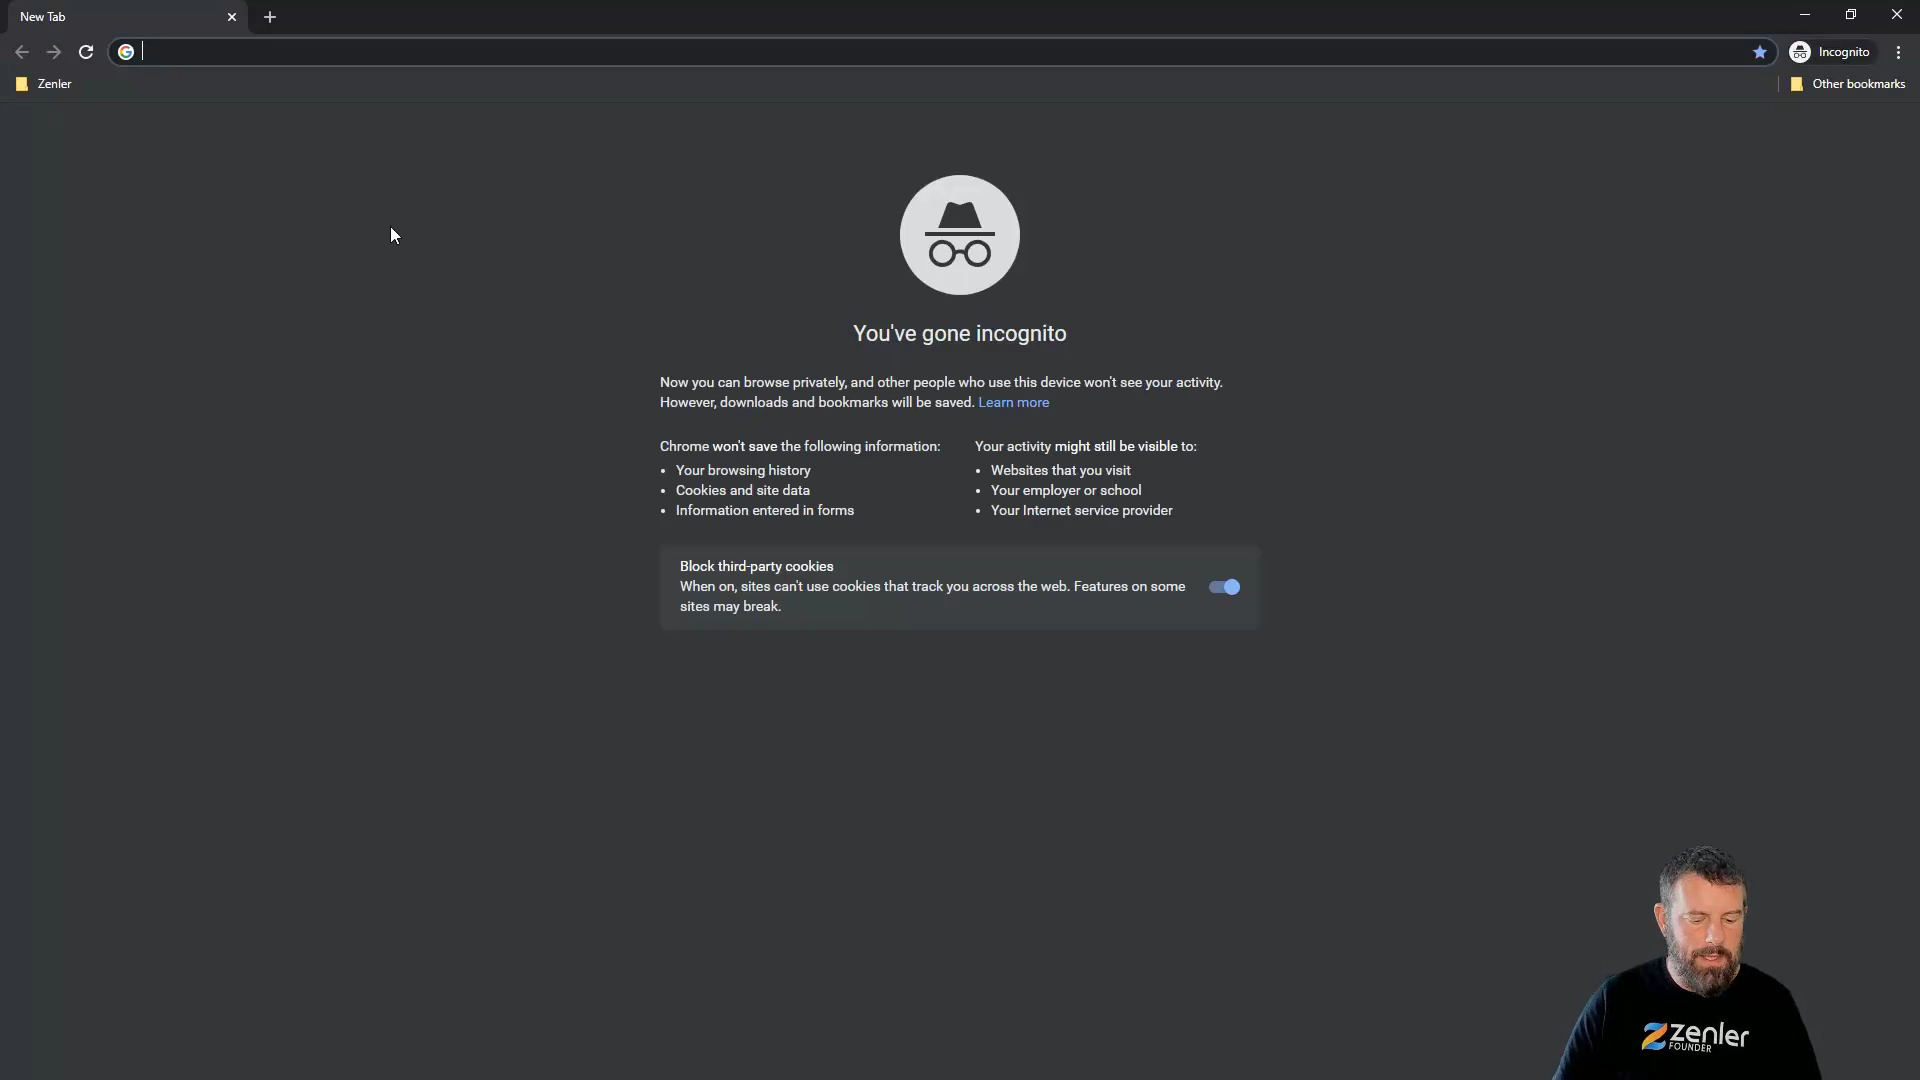 New Tab
Incognito
Zenler
Other bookmarks
You've gone incognito
Now you can browse privately, and other people who use this device won't see your activity.
However, downloads and bookmarks will be saved. Learn more
Chrome won't save the following information:
Your browsing history
Cookies and site data
Information entered in forms
Your activity might still be visible to:
Websites that you visit
Your employer or school
Your Internet service provider
Block third-party cookies
When on, sites can't use cookies that track you across the web. Features on some
sites may break.
zenler
FOUNDER